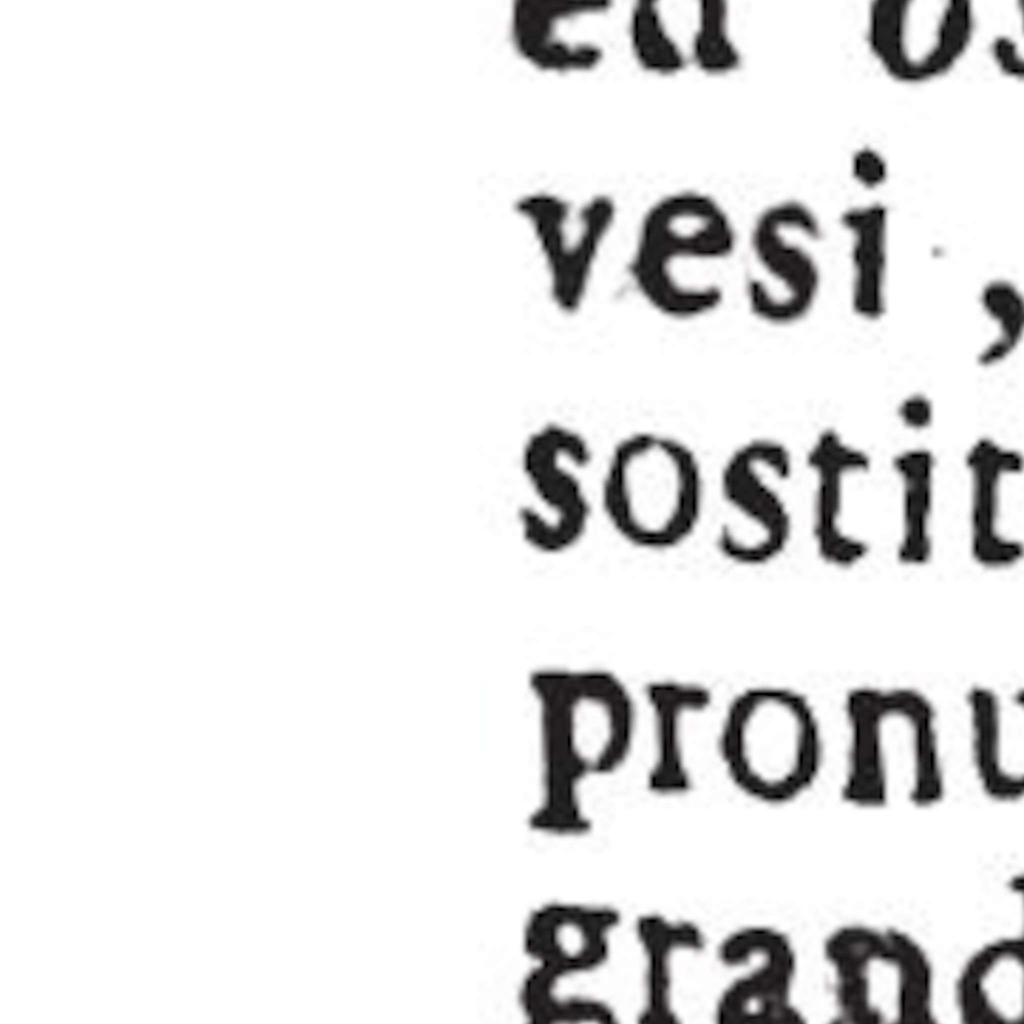 vesi ,
sostit
pronu
grand